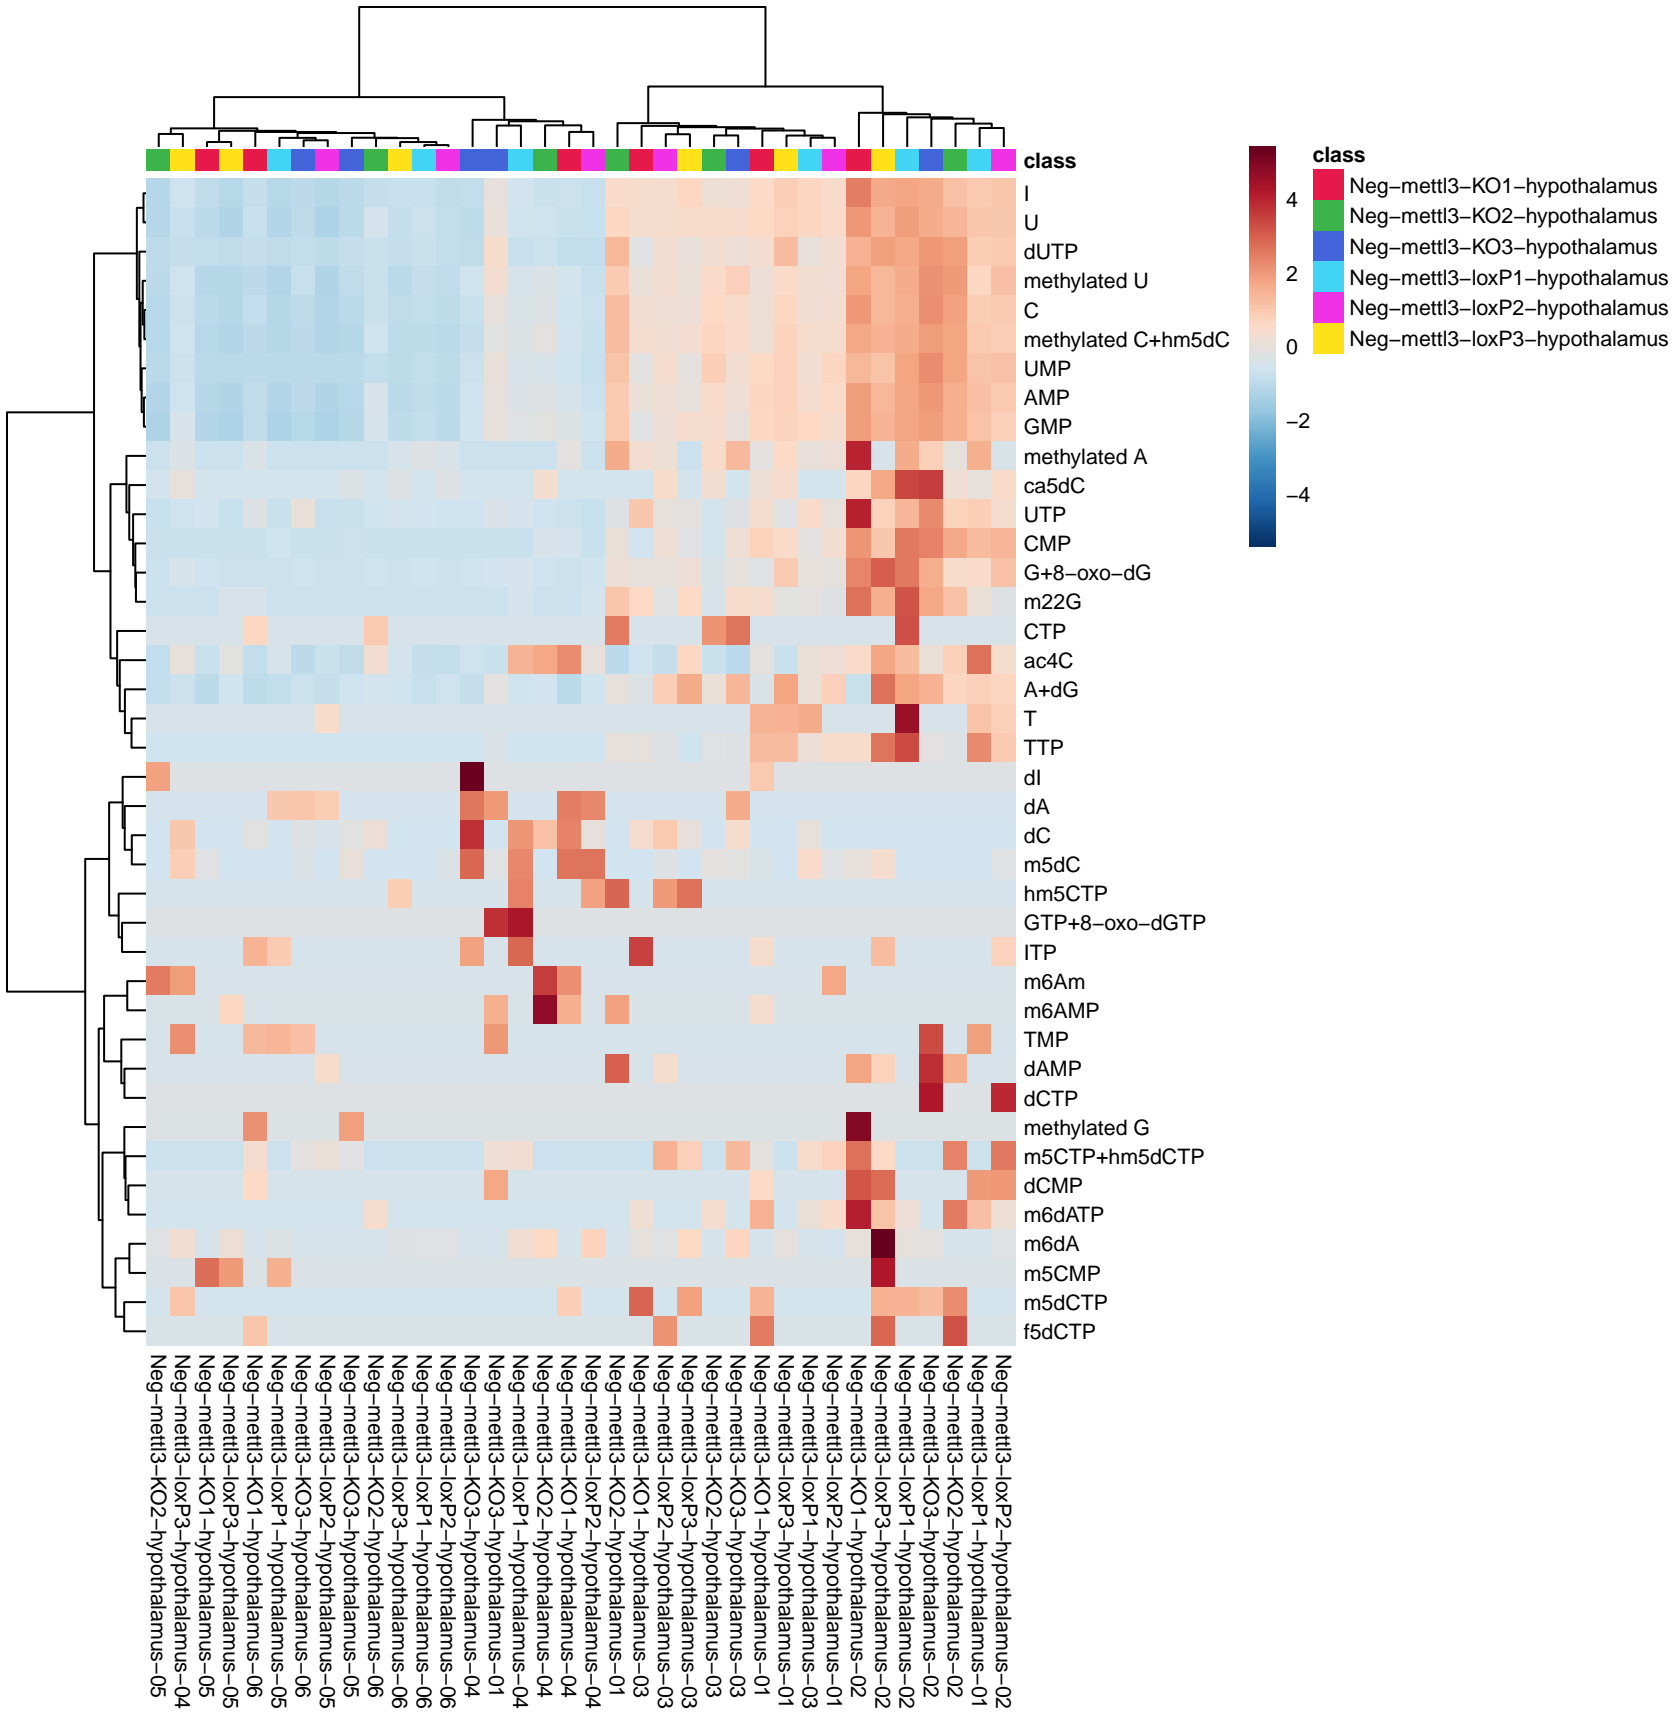 class
I
U
dUTP
methylated U
C
methylated C+hm5dC
UMP
AMP
GMP
methylated A
ca5dC
UTP
CMP
G+8−oxo−dG
m22G
CTP
ac4C
A+dG
T
TTP
dI
dA
dC
m5dC
hm5CTP
GTP+8−oxo−dGTP
ITP
m6Am
m6AMP
TMP
dAMP
dCTP
methylated G
m5CTP+hm5dCTP
dCMP
m6dATP
m6dA
m5CMP
m5dCTP
f5dCTP
4
2
0
−2
−4
class
Neg−mettl3−KO1−hypothalamus
Neg−mettl3−KO2−hypothalamus
Neg−mettl3−KO3−hypothalamus
Neg−mettl3−loxP1−hypothalamus
Neg−mettl3−loxP2−hypothalamus
Neg−mettl3−loxP3−hypothalamus
Neg−mettl3−KO2−hypothalamus−05
Neg−mettl3−loxP3−hypothalamus−04
Neg−mettl3−KO1−hypothalamus−05
Neg−mettl3−loxP3−hypothalamus−05
Neg−mettl3−KO1−hypothalamus−06
Neg−mettl3−loxP1−hypothalamus−05
Neg−mettl3−KO3−hypothalamus−06
Neg−mettl3−loxP2−hypothalamus−05
Neg−mettl3−KO3−hypothalamus−05
Neg−mettl3−KO2−hypothalamus−06
Neg−mettl3−loxP3−hypothalamus−06
Neg−mettl3−loxP1−hypothalamus−06
Neg−mettl3−loxP2−hypothalamus−06
Neg−mettl3−KO3−hypothalamus−04
Neg−mettl3−KO3−hypothalamus−01
Neg−mettl3−loxP1−hypothalamus−04
Neg−mettl3−KO2−hypothalamus−04
Neg−mettl3−KO1−hypothalamus−04
Neg−mettl3−loxP2−hypothalamus−04
Neg−mettl3−KO2−hypothalamus−01
Neg−mettl3−KO1−hypothalamus−03
Neg−mettl3−loxP2−hypothalamus−03
Neg−mettl3−loxP3−hypothalamus−03
Neg−mettl3−KO2−hypothalamus−03
Neg−mettl3−KO3−hypothalamus−03
Neg−mettl3−KO1−hypothalamus−01
Neg−mettl3−loxP3−hypothalamus−01
Neg−mettl3−loxP1−hypothalamus−03
Neg−mettl3−loxP2−hypothalamus−01
Neg−mettl3−KO1−hypothalamus−02
Neg−mettl3−loxP3−hypothalamus−02
Neg−mettl3−loxP1−hypothalamus−02
Neg−mettl3−KO3−hypothalamus−02
Neg−mettl3−KO2−hypothalamus−02
Neg−mettl3−loxP1−hypothalamus−01
Neg−mettl3−loxP2−hypothalamus−02